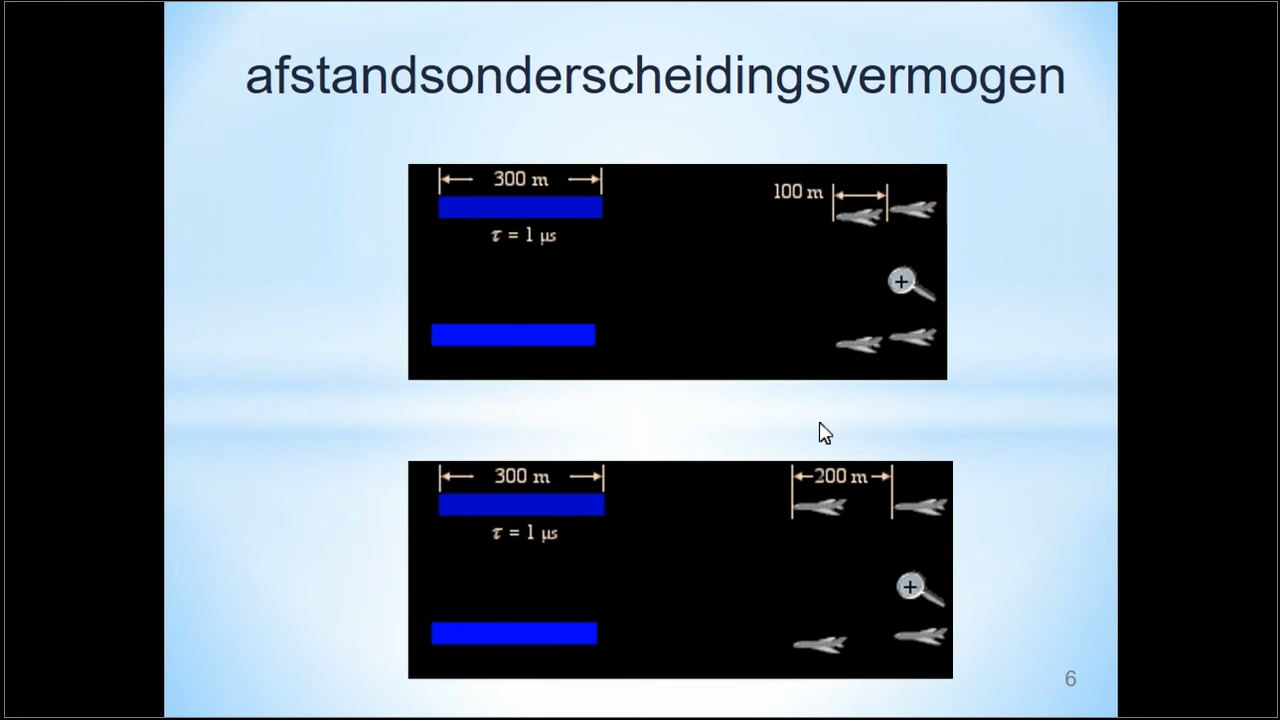 afstandsonderscheidingsvermogen
300 m
100 m
τ = 1 µs
300 m
200 m
τ = 1 µs
6